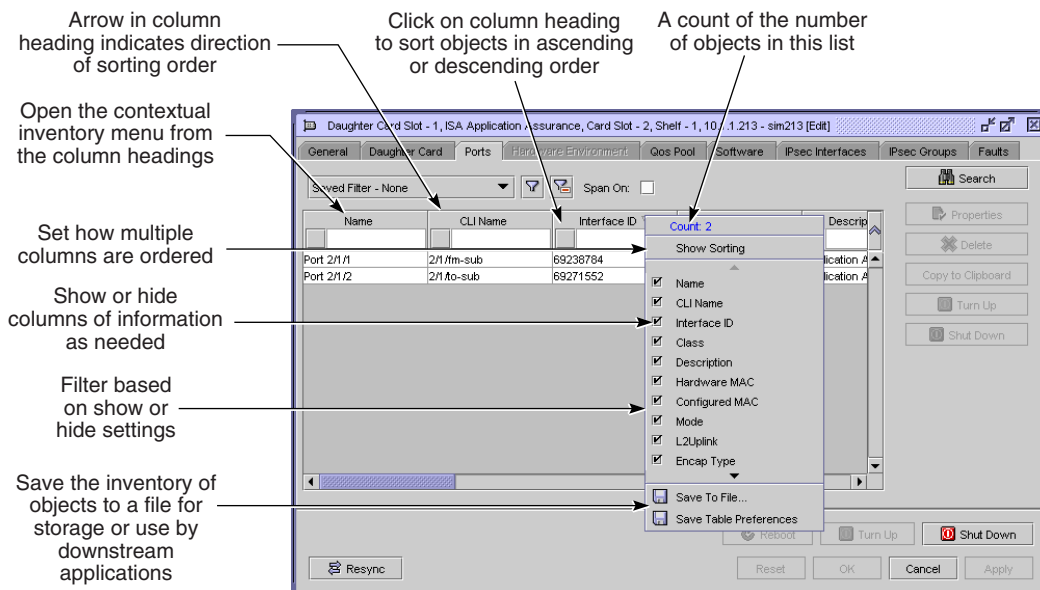 Arrow in column
heading indicates direction
of sorting order
Click on column heading
to sort objects in ascending
or descending order
A count of the number
of objects in this list
Open the contextual
inventory menu from
the column headings
Set how multiple
columns are ordered
Show or hide
columns of information
as needed
Filter based
on show or
hide settings
Save the inventory of
objects to a file for
storage or use by
downstream
applications
Daughter Card Slot - 1, ISA Application Assurance, Card Slot - 2, Shelf - 1, 10.1.1.213 - sim213 [Edit]
General Daughter Card Ports Hardware Environment Qos Pool Software IPsec Interfaces IPsec Groups Faults
Saved Filter - None Span On:
Name CLI Name Interface ID Descrip
Port 2/1/1 2/1/fm-sub 69238784 lication A
Port 2/1/2 2/1/to-sub 69271552 lication A
Count: 2
Show Sorting
Name
CLI Name
Interface ID
Class
Description
Hardware MAC
Configured MAC
Mode
L2Uplink
Encap Type
Save To File...
Save Table Preferences
Search
Properties
Delete
Copy to Clipboard
Turn Up
Shut Down
Reboot Turn Up Shut Down
Resync Reset OK Cancel Apply